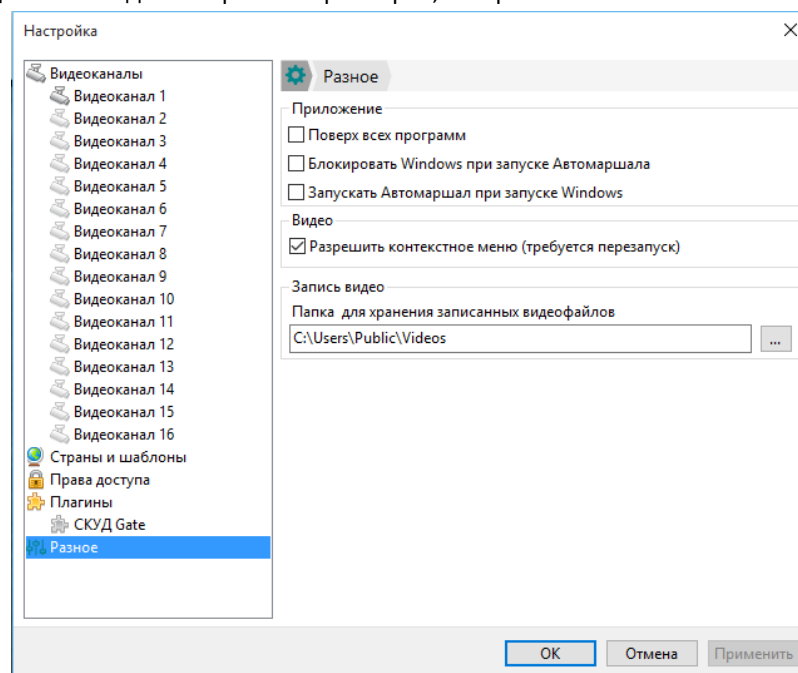 Настройка
Видеоканалы
Видеоканал 1
Видеоканал 2
Видеоканал 3
Видеоканал 4
Видеоканал 5
Видеоканал 6
Видеоканал 7
Видеоканал 8
Видеоканал 9
Видеоканал 10
Видеоканал 11
Видеоканал 12
Видеоканал 13
Видеоканал 14
Видеоканал 15
Видеоканал 16
Страны и шаблоны
Права доступа
Плагины
СКУД Gate
Разное
Разное
Приложение
Поверх всех программ
Блокировать Windows при запуске Автомаршала
Запускать Автомаршал при запуске Windows
Видео
Разрешить контекстное меню (требуется перезапуск)
Запись видео
Папка для хранения записанных видеофайлов
C:\Users\Public\Videos
...
OK
Отмена
Применить